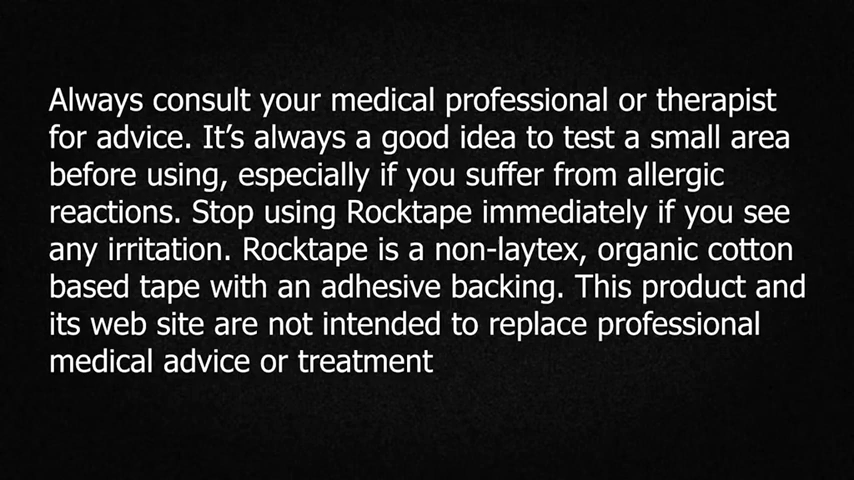 Always consult your medical professional or therapist
for advice. It’s always a good idea to test a small area
before using, especially if you suffer from allergic
reactions. Stop using Rocktape immediately if you see
any irritation. Rocktape is a non-laytex, organic cotton
based tape with an adhesive backing. This product and
its web site are not intended to replace professional
medical advice or treatment